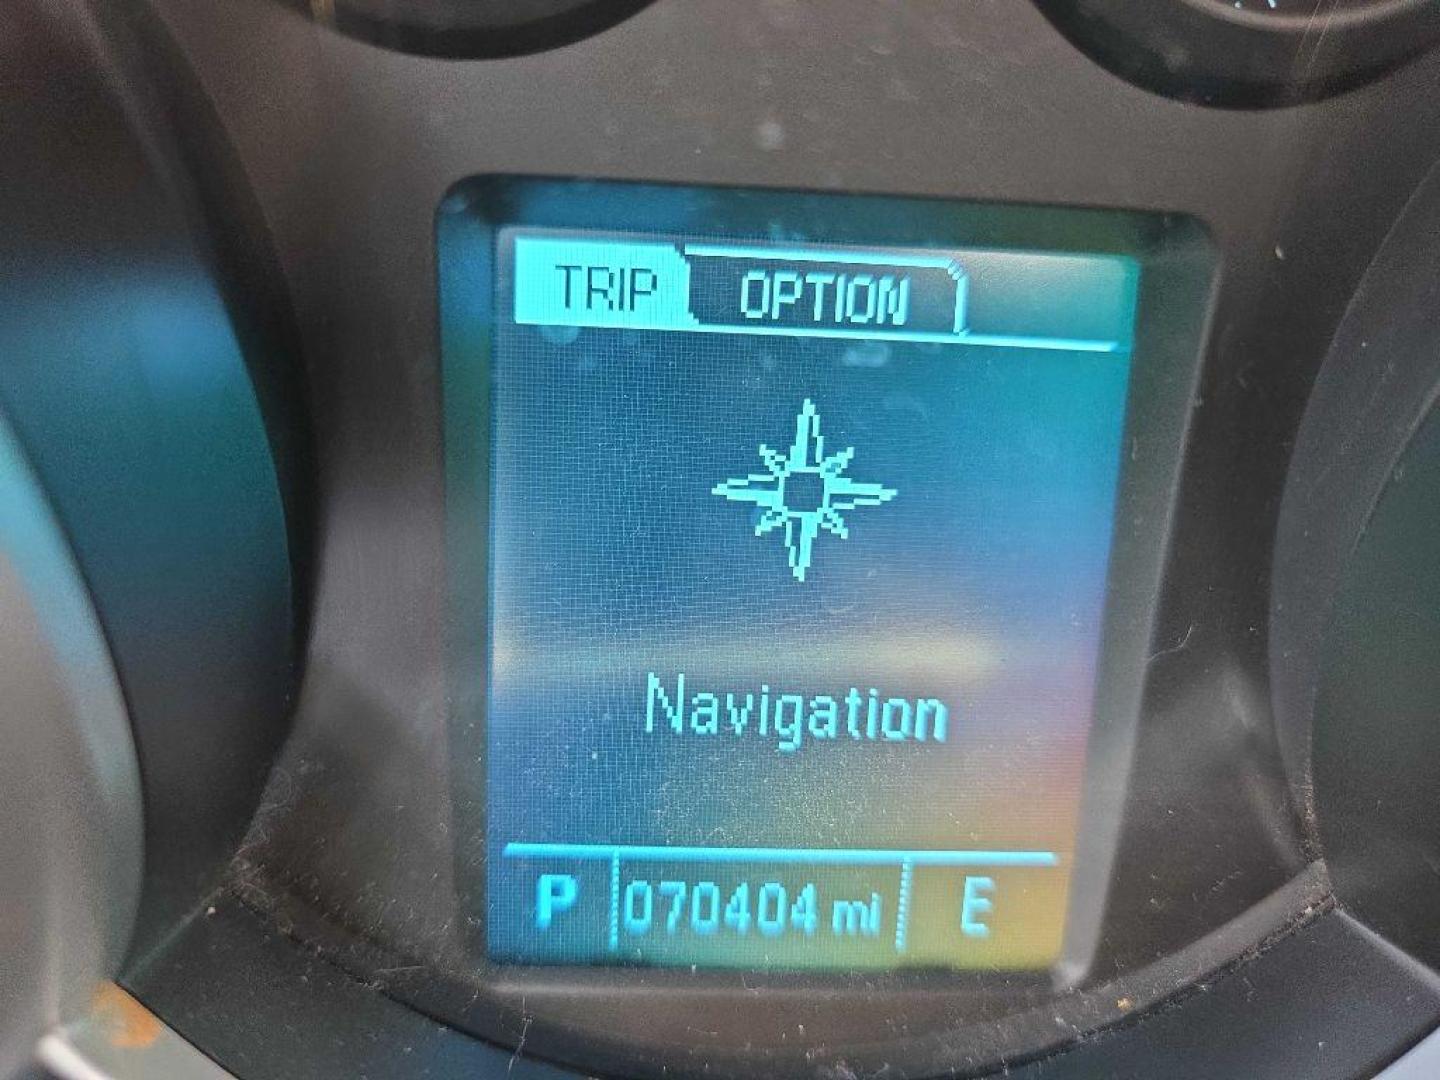 TRIP OPTION
Navigation
P 070404 mi E